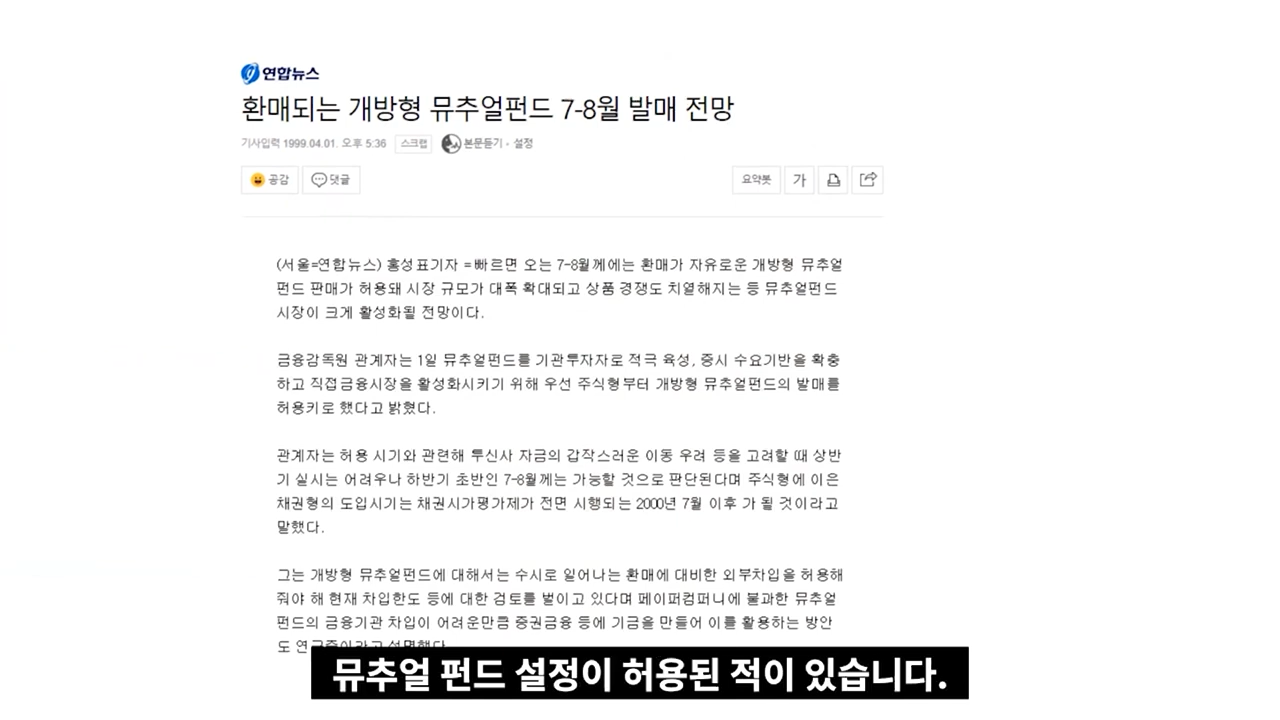 연합뉴스
환매되는 개방형 뮤추얼펀드 7-8월 발매 전망
기사입력 1999.04.01. 오후 5:36 스크랩 본문듣기 · 설정
공감 댓글 요약봇 가
(서울=연합뉴스) 홍성표기자 = 빠르면 오는 7-8월께에는 환매가 자유로운 개방형 뮤추얼
펀드 판매가 허용돼 시장 규모가 대폭 확대되고 상품 경쟁도 치열해지는 등 뮤추얼펀드
시장이 크게 활성화될 전망이다.
금융감독원 관계자는 1일 뮤추얼펀드를 기관투자자로 적극 육성, 증시 수요기반을 확충
하고 직접금융시장을 활성화시키기 위해 우선 주식형부터 개방형 뮤추얼펀드의 발매를
허용키로 했다고 밝혔다.
관계자는 허용 시기와 관련해 투신사 자금의 갑작스러운 이동 우려 등을 고려할 때 상반
기 실시는 어려우나 하반기 초반인 7-8월께는 가능할 것으로 판단된다며 주식형에 이은
채권형의 도입시기는 채권시가평가제가 전면 시행되는 2000년 7월 이후 가 될 것이라고
말했다.
그는 개방형 뮤추얼펀드에 대해서는 수시로 일어나는 환매에 대비한 외부차입을 허용해
줘야 해 현재 차입한도 등에 대한 검토를 벌이고 있다며 페이퍼컴퍼니에 불과한 뮤추얼
펀드의 금융기관 차입이 어려운만큼 증권금융 등에 기금을 만들어 이를 활용하는 방안
도 연구중이라고 설명했다
뮤추얼 펀드 설정이 허용된 적이 있습니다.